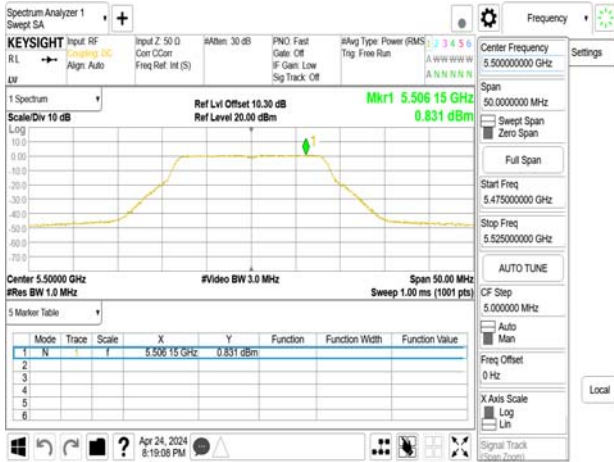 Spectrum Analyzer 1
Swept SA
+
Frequency
KEYSIGHT
RL
Input: RF
Coupling: DC
Align: Auto
Input Z: 50 Ω
Corr CCorr
Freq Ref: Int (S)
#Atten: 30 dB
PNO: Fast
Gate: Off
IF Gain: Low
Sig Track: Off
#Avg Type: Power (RMS
Trig: Free Run
1 2 3 4 5 6
A W W W W W
A N N N N N
1 Spectrum
Scale/Div 10 dB
Log
Ref Lvl Offset 10.30 dB
Ref Level 20.00 dBm
Mkr1 5.506 15 GHz
0.831 dBm
10.0
0.00
-10.0
-20.0
-30.0
-40.0
-50.0
-60.0
-70.0
1
Center 5.50000 GHz
#Res BW 1.0 MHz
#Video BW 3.0 MHz
Span 50.00 MHz
Sweep 1.00 ms (1001 pts)
5 Marker Table
Mode Trace Scale X Y Function Function Width Function Value
1 N 1 f 5.506 15 GHz 0.831 dBm
2
3
4
5
6
Apr 24, 2024
8:19:08 PM
?
Center Frequency
5.500000000 GHz
Span
50.0000000 MHz
Swept Span
Zero Span
Full Span
Start Freq
5.475000000 GHz
Stop Freq
5.525000000 GHz
AUTO TUNE
CF Step
5.000000 MHz
Auto
Man
Freq Offset
0 Hz
X Axis Scale
Log
Lin
Signal Track
(Span Zoom)
Settings
Local